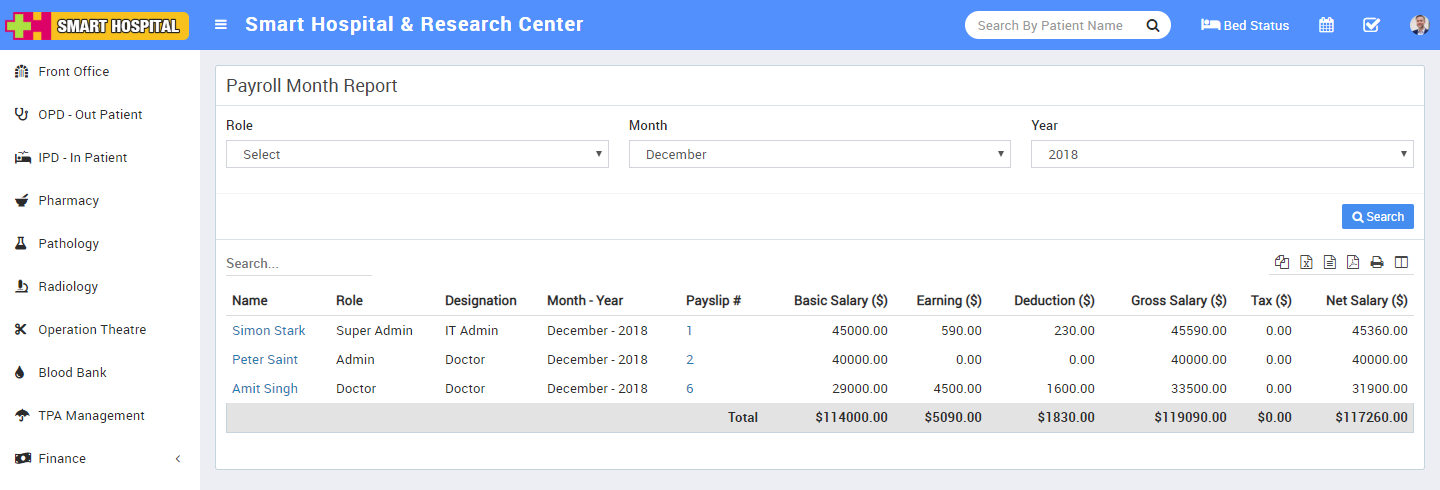 SMART HOSPITAL Smart Hospital & Research Center Search By Patient Name Bed Status
Front Office
OPD - Out Patient
IPD - In Patient
Pharmacy
Pathology
Radiology
Operation Theatre
Blood Bank
TPA Management
Finance
Payroll Month Report
Role Month Year
Select December 2018
Search
Search...
Name Role Designation Month - Year Payslip # Basic Salary ($) Earning ($) Deduction ($) Gross Salary ($) Tax ($) Net Salary ($)
Simon Stark Super Admin IT Admin December - 2018 1 45000.00 590.00 230.00 45590.00 0.00 45360.00
Peter Saint Admin Doctor December - 2018 2 40000.00 0.00 0.00 40000.00 0.00 40000.00
Amit Singh Doctor Doctor December - 2018 6 29000.00 4500.00 1600.00 33500.00 0.00 31900.00
Total $114000.00 $5090.00 $1830.00 $119090.00 $0.00 $117260.00